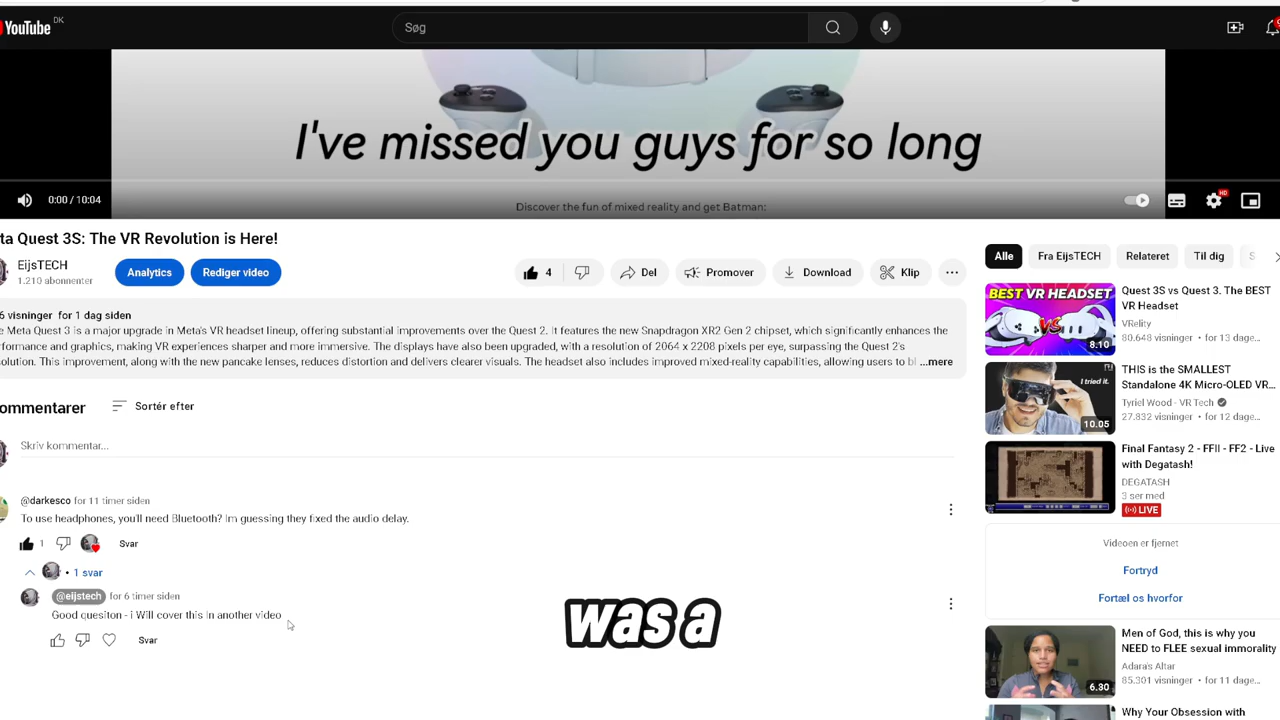 YouTube DK
Søg
I've missed you guys for so long
Discover the fun of mixed reality and get Batman:
0:00 / 10:04
HD
ta Quest 3S: The VR Revolution is Here!
EijsTECH
1.210 abonnenter
Analytics
Rediger video
4
Del
Promover
Download
Klip
6 visninger for 1 dag siden
e Meta Quest 3 is a major upgrade in Meta's VR headset lineup, offering substantial improvements over the Quest 2. It features the new Snapdragon XR2 Gen 2 chipset, which significantly enhances the
rformance and graphics, making VR experiences sharper and more immersive. The displays have also been upgraded, with a resolution of 2064 x 2208 pixels per eye, surpassing the Quest 2's
solution. This improvement, along with the new pancake lenses, reduces distortion and delivers clearer visuals. The headset also includes improved mixed-reality capabilities, allowing users to bl ...mere
ommentarer
Sortér efter
Skriv kommentar...
@darkesco for 11 timer siden
To use headphones, you'll need Bluetooth? Im guessing they fixed the audio delay.
1
Svar
• 1 svar
@eijstech for 6 timer siden
Good quesiton - i Will cover this In another video
Svar
was a
Alle
Fra EijsTECH
Relateret
Til dig
S
BEST VR HEADSET
VS
8:10
Quest 3S vs Quest 3. The BEST
VR Headset
VRelity
80.648 visninger • for 13 dage...
I tried it.
10.05
THIS is the SMALLEST
Standalone 4K Micro-OLED VR...
Tyriel Wood - VR Tech
27.832 visninger • for 12 dage...
Final Fantasy 2 - FFII - FF2 - Live
with Degatash!
DEGATASH
3 ser med
LIVE
Videoen er fjernet
Fortryd
Fortæl os hvorfor
6.30
Men of God, this is why you
NEED to FLEE sexual immorality
Adara's Altar
85.301 visninger • for 11 dage...
Why Your Obsession with